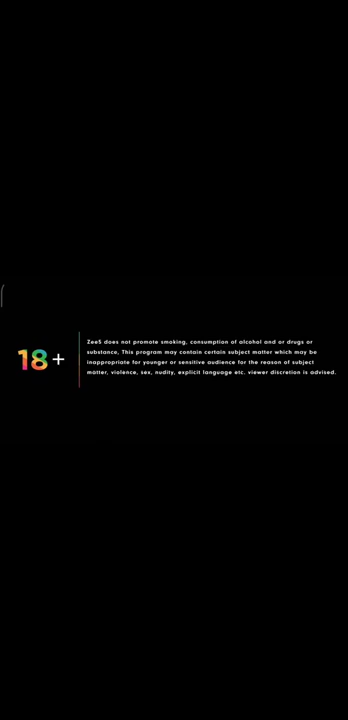 18+
Zee5 does not promote smoking, consumption of alcohol and or drugs or
substance, This program may contain certain subject matter which may be
inappropriate for younger or sensitive audience for the reason of subject
matter, violence, sex, nudity, explicit language etc. viewer discretion is advised.